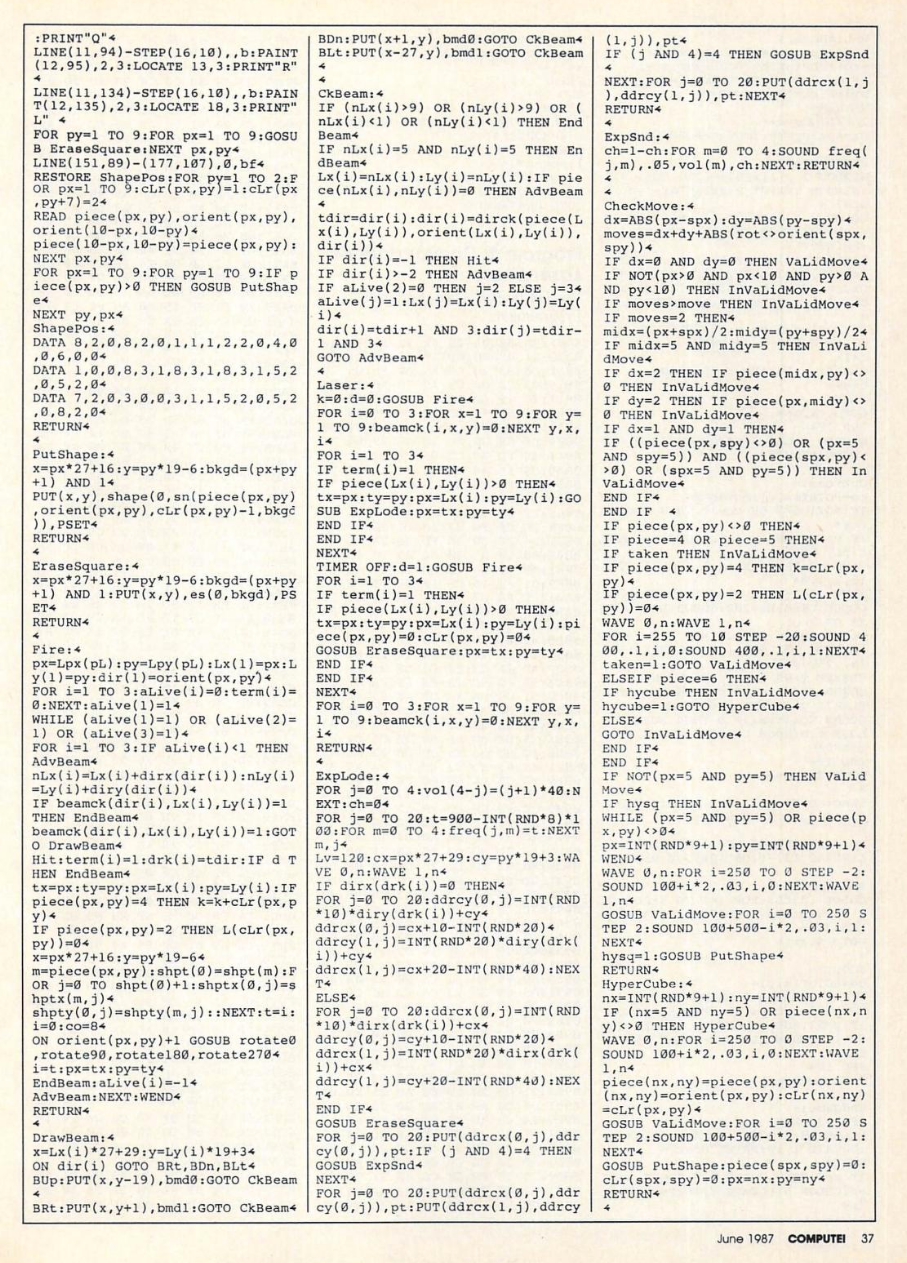 :PRINT"Q"◄
LINE(11,94)-STEP(16,10),,b:PAINT
(12,95),2,3:LOCATE 13,3:PRINT"R"
◄
LINE(11,134)-STEP(16,10),,b:PAIN
T(12,135),2,3:LOCATE 18,3:PRINT"
L" ◄
FOR py=1 TO 9:FOR px=1 TO 9:GOSU
B EraseSquare:NEXT px,py◄
LINE(151,89)-(177,107),0,bf◄
RESTORE ShapePos:FOR py=1 TO 2:F
OR px=1 TO 9:cLr(px,py)=1:cLr(px
,py+7)=2◄
READ piece(px,py),orient(px,py),
orient(10-px,10-py)◄
piece(10-px,10-py)=piece(px,py):
NEXT px,py◄
FOR px=1 TO 9:FOR py=1 TO 9:IF p
iece(px,py)>0 THEN GOSUB PutShap
e◄
NEXT py,px◄
ShapePos:◄
DATA 8,2,0,8,2,0,1,1,1,2,2,0,4,0
,0,6,0,0◄
DATA 1,0,0,8,3,1,8,3,1,8,3,1,5,2
,0,5,2,0◄
DATA 7,2,0,3,0,0,3,1,1,5,2,0,5,2
,0,8,2,0◄
RETURN◄
◄
PutShape:◄
x=px*27+16:y=py*19-6:bkgd=(px+py
+1) AND 1◄
PUT(x,y),shape(0,sn(piece(px,py)
,orient(px,py),cLr(px,py)-1,bkgd
)),PSET◄
RETURN◄
◄
EraseSquare:◄
x=px*27+16:y=py*19-6:bkgd=(px+py
+1) AND 1:PUT(x,y),es(0,bkgd),PS
ET◄
RETURN◄
◄
Fire:◄
px=Lpx(pL):py=Lpy(pL):Lx(1)=px:L
y(1)=py:dir(1)=orient(px,py)◄
FOR i=1 TO 3:aLive(i)=0:term(i)=
0:NEXT:aLive(1)=1◄
WHILE (aLive(1)=1) OR (aLive(2)=
1) OR (aLive(3)=1)◄
FOR i=1 TO 3:IF aLive(i)<1 THEN
AdvBeam◄
nLx(i)=Lx(i)+dirx(dir(i)):nLy(i)
=Ly(i)+diry(dir(i))◄
IF beamck(dir(i),Lx(i),Ly(i))=1
THEN EndBeam◄
beamck(dir(i),Lx(i),Ly(i))=1:GOT
O DrawBeam◄
Hit:term(i)=1:drk(i)=tdir:IF d T
HEN EndBeam◄
tx=px:ty=py:px=Lx(i):py=Ly(i):IF
piece(px,py)=4 THEN k=k+cLr(px,p
y)◄
IF piece(px,py)=2 THEN L(cLr(px,
py))=0◄
x=px*27+16:y=py*19-6◄
m=piece(px,py):shpt(0)=shpt(m):F
OR j=0 TO shpt(0)+1:shptx(0,j)=s
hptx(m,j)◄
shpty(0,j)=shpty(m,j)::NEXT:t=i:
i=0:co=8◄
ON orient(px,py)+1 GOSUB rotate0
,rotate90,rotate180,rotate270◄
i=t:px=tx:py=ty◄
EndBeam:aLive(i)=-1◄
AdvBeam:NEXT:WEND◄
RETURN◄
◄
DrawBeam:◄
x=Lx(i)*27+29:y=Ly(i)*19+3◄
ON dir(i) GOTO BRt,BDn,BLt◄
BUp:PUT(x,y-19),bmd0:GOTO CkBeam
◄
BRt:PUT(x,y+1),bmd1:GOTO CkBeam◄
BDn:PUT(x+1,y),bmd0:GOTO CkBeam◄
BLt:PUT(x-27,y),bmd1:GOTO CkBeam
◄
◄
CkBeam:◄
IF (nLx(i)>9) OR (nLy(i)>9) OR (
nLx(i)<1) OR (nLy(i)<1) THEN End
Beam◄
IF nLx(i)=5 AND nLy(i)=5 THEN En
dBeam◄
Lx(i)=nLx(i):Ly(i)=nLy(i):IF pie
ce(nLx(i),nLy(i))=0 THEN AdvBeam
◄
tdir=dir(i):dir(i)=dirck(piece(L
x(i),Ly(i)),orient(Lx(i),Ly(i)),
dir(i))◄
IF dir(i)=-1 THEN Hit◄
IF dir(i)>-2 THEN AdvBeam◄
IF aLive(2)=0 THEN j=2 ELSE j=3◄
aLive(j)=1:Lx(j)=Lx(i):Ly(j)=Ly(
i)◄
dir(i)=tdir+1 AND 3:dir(j)=tdir-
1 AND 3◄
GOTO AdvBeam◄
◄
Laser:◄
k=0:d=0:GOSUB Fire◄
FOR i=0 TO 3:FOR x=1 TO 9:FOR y=
1 TO 9:beamck(i,x,y)=0:NEXT y,x,
i◄
FOR i=1 TO 3◄
IF term(i)=1 THEN◄
IF piece(Lx(i),Ly(i))>0 THEN◄
tx=px:ty=py:px=Lx(i):py=Ly(i):GO
SUB ExpLode:px=tx:py=ty◄
END IF◄
END IF◄
NEXT◄
TIMER OFF:d=1:GOSUB Fire◄
FOR i=1 TO 3◄
IF term(i)=1 THEN◄
IF piece(Lx(i),Ly(i))>0 THEN◄
tx=px:ty=py:px=Lx(i):py=Ly(i):pi
ece(px,py)=0:cLr(px,py)=0◄
GOSUB EraseSquare:px=tx:py=ty◄
END IF◄
END IF◄
NEXT◄
FOR i=0 TO 3:FOR x=1 TO 9:FOR y=
1 TO 9:beamck(i,x,y)=0:NEXT y,x,
i◄
RETURN◄
◄
ExpLode:◄
FOR j=0 TO 4:vol(4-j)=(j+1)*40:N
EXT:ch=0◄
FOR j=0 TO 20:t=900-INT(RND*8)*1
00:FOR m=0 TO 4:freq(j,m)=t:NEXT
m,j◄
Lv=120:cx=px*27+29:cy=py*19+3:WA
VE 0,n:WAVE 1,n◄
IF dirx(drk(i))=0 THEN◄
FOR j=0 TO 20:ddrcy(0,j)=INT(RND
*10)*diry(drk(i))+cy◄
ddrcx(0,j)=cx+10-INT(RND*20)◄
ddrcy(1,j)=INT(RND*20)*diry(drk(
i))+cy◄
ddrcx(1,j)=cx+20-INT(RND*40):NEX
T◄
ELSE◄
FOR j=0 TO 20:ddrcx(0,j)=INT(RND
*10)*dirx(drk(i))+cx◄
ddrcy(0,j)=cy+10-INT(RND*20)◄
ddrcx(1,j)=INT(RND*20)*dirx(drk(
i))+cx◄
ddrcy(1,j)=cy+20-INT(RND*40):NEX
T◄
END IF◄
GOSUB EraseSquare◄
FOR j=0 TO 20:PUT(ddrcx(0,j),ddr
cy(0,j)),pt:IF (j AND 4)=4 THEN
GOSUB ExpSnd◄
NEXT◄
FOR j=0 TO 20:PUT(ddrcx(0,j),ddr
cy(0,j)),pt:PUT(ddrcx(1,j),ddrcy
(1,j)),pt◄
IF (j AND 4)=4 THEN GOSUB ExpSnd
◄
NEXT:FOR j=0 TO 20:PUT(ddrcx(1,j
),ddrcy(1,j)),pt:NEXT◄
RETURN◄
◄
ExpSnd:◄
ch=1-ch:FOR m=0 TO 4:SOUND freq(
j,m),.05,vol(m),ch:NEXT:RETURN◄
◄
CheckMove:◄
dx=ABS(px-spx):dy=ABS(py-spy)◄
moves=dx+dy+ABS(rot<>orient(spx,
spy))◄
IF dx=0 AND dy=0 THEN VaLidMove◄
IF NOT(px>0 AND px<10 AND py>0 A
ND py<10) THEN InVaLidMove◄
IF moves>move THEN InVaLidMove◄
IF moves=2 THEN◄
midx=(px+spx)/2:midy=(py+spy)/2◄
IF midx=5 AND midy=5 THEN InVaLi
dMove◄
IF dx=2 THEN IF piece(midx,py)<>
0 THEN InVaLidMove◄
IF dy=2 THEN IF piece(px,midy)<>
0 THEN InVaLidMove◄
IF dx=1 AND dy=1 THEN◄
IF ((piece(px,spy)<>0) OR (px=5
AND spy=5)) AND ((piece(spx,py)<
>0) OR (spx=5 AND py=5)) THEN In
VaLidMove◄
END IF◄
END IF ◄
IF piece(px,py)<>0 THEN◄
IF piece=4 OR piece=5 THEN◄
IF taken THEN InVaLidMove◄
IF piece(px,py)=4 THEN k=cLr(px,
py)◄
IF piece(px,py)=2 THEN L(cLr(px,
py))=0◄
WAVE 0,n:WAVE 1,n◄
FOR i=255 TO 10 STEP -20:SOUND 4
00,.1,i,0:SOUND 400,.1,i,1:NEXT◄
taken=1:GOTO VaLidMove◄
ELSEIF piece=6 THEN◄
IF hycube THEN InVaLidMove◄
hycube=1:GOTO HyperCube◄
ELSE◄
GOTO InVaLidMove◄
END IF◄
END IF◄
IF NOT(px=5 AND py=5) THEN VaLid
Move◄
IF hysq THEN InVaLidMove◄
WHILE (px=5 AND py=5) OR piece(p
x,py)<>0◄
px=INT(RND*9+1):py=INT(RND*9+1)◄
WEND◄
WAVE 0,n:FOR i=250 TO 0 STEP -2:
SOUND 100+i*2,.03,i,0:NEXT:WAVE
1,n◄
GOSUB VaLidMove:FOR i=0 TO 250 S
TEP 2:SOUND 100+500-i*2,.03,i,1:
NEXT◄
hysq=1:GOSUB PutShape◄
RETURN◄
HyperCube:◄
nx=INT(RND*9+1):ny=INT(RND*9+1)◄
IF (nx=5 AND ny=5) OR piece(nx,n
y)<>0 THEN HyperCube◄
WAVE 0,n:FOR i=250 TO 0 STEP -2:
SOUND 100+i*2,.03,i,0:NEXT:WAVE
1,n◄
piece(nx,ny)=piece(px,py):orient
(nx,ny)=orient(px,py):cLr(nx,ny)
=cLr(px,py)◄
GOSUB VaLidMove:FOR i=0 TO 250 S
TEP 2:SOUND 100+500-i*2,.03,i,1:
NEXT◄
GOSUB PutShape:piece(spx,spy)=0:
cLr(spx,spy)=0:px=nx:py=ny◄
RETURN◄
◄
June 1987 COMPUTE! 37